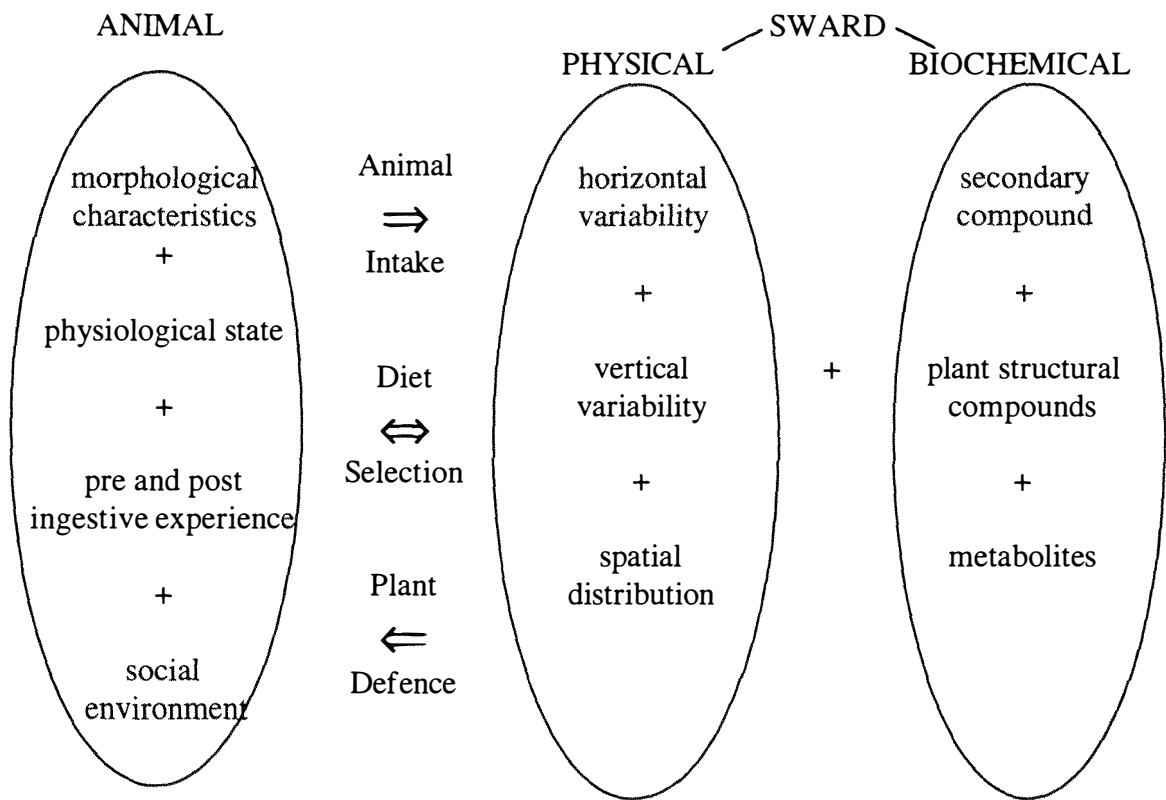 ANIMAL
morphological
characteristics
+
physiological state
+
pre and post
ingestive experience
+
social
environment
Animal
⇒
Intake
Diet
⇔
Selection
Plant
⇐
Defence
SWARD
PHYSICAL
horizontal
variability
+
vertical
variability
+
spatial
distribution
+
BIOCHEMICAL
secondary
compound
+
plant structural
compounds
+
metabolites